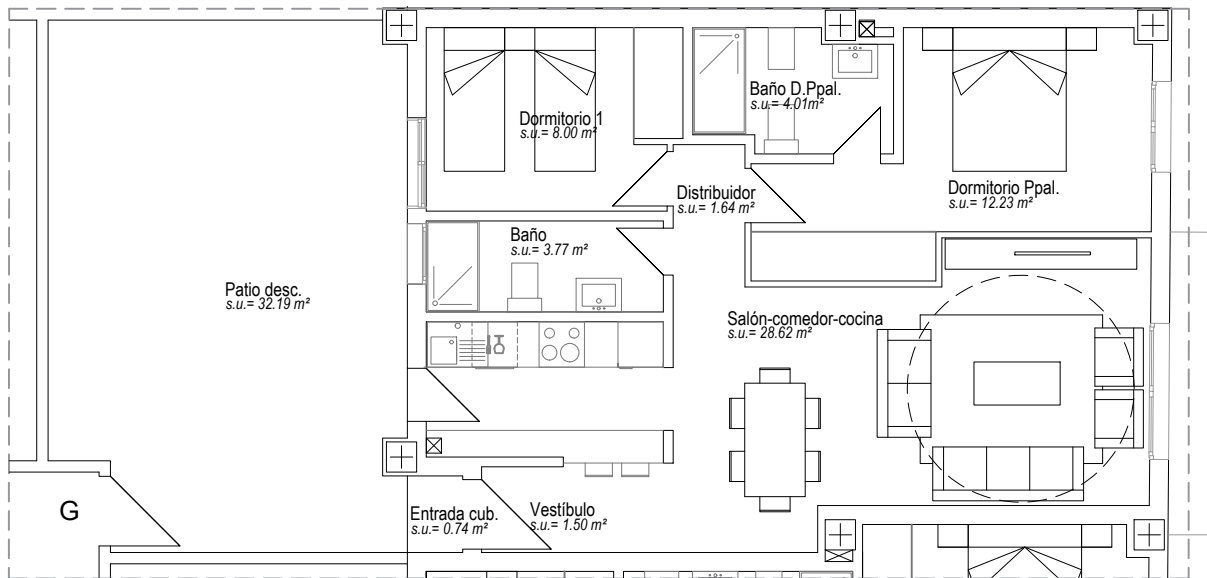 Dormitorio 1
s.u.= 8.00 m²
Baño D.Ppal.
s.u.= 4.01m²
Distribuidor
s.u.= 1.64 m²
Dormitorio Ppal.
s.u.= 12.23 m²
Baño
s.u.= 3.77 m²
Patio desc.
s.u.= 32.19 m²
Salón-comedor-cocina
s.u.= 28.62 m²
G
Entrada cub.
s.u.= 0.74 m²
Vestíbulo
s.u.= 1.50 m²